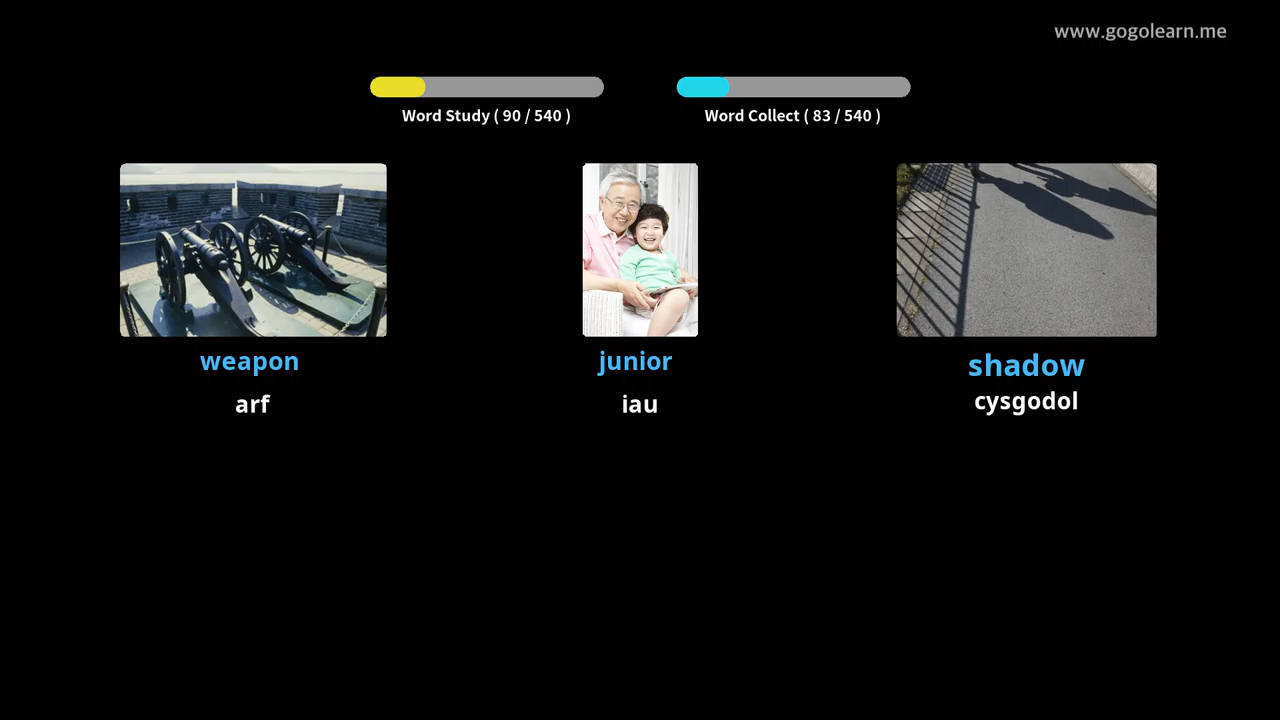 www.gogolearn.me
Word Study ( 90 / 540 )
Word Collect ( 83 / 540 )
weapon
junior
shadow
arf
iau
cysgodol